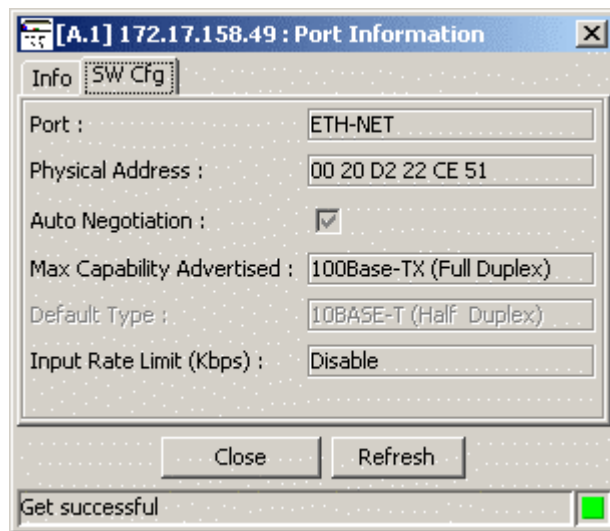 [A.1] 172.17.158.49 : Port Information
Info SW Cfg
Port : ETH-NET
Physical Address : 00 20 D2 22 CE 51
Auto Negotiation :
Max Capability Advertised : 100Base-TX (Full Duplex)
Default Type : 10BASE-T (Half Duplex)
Input Rate Limit (Kbps) : Disable
Close Refresh
Get successful